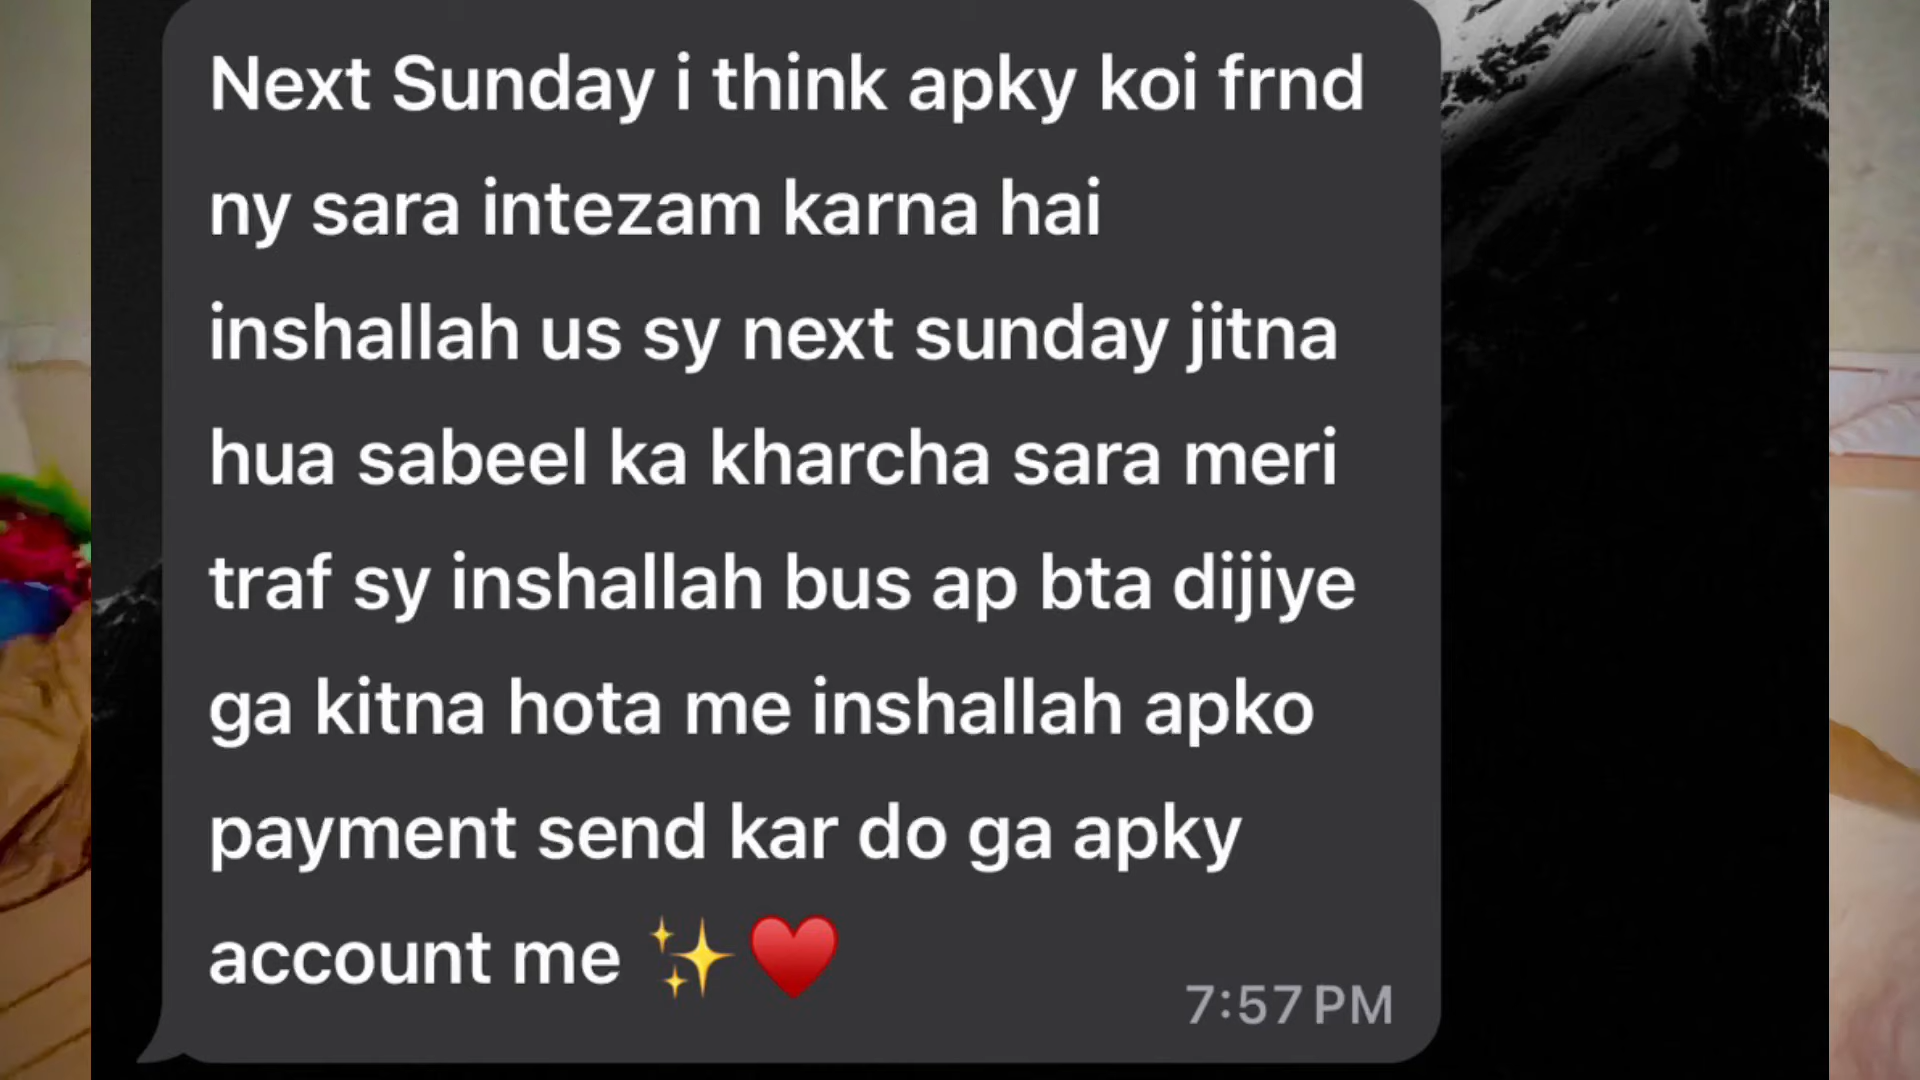 Next Sunday i think apky koi frnd
ny sara intezam karna hai
inshallah us sy next sunday jitna
hua sabeel ka kharcha sara meri
traf sy inshallah bus ap bta dijiye
ga kitna hota me inshallah apko
payment send kar do ga apky
account me ✨♥️
7:57 PM